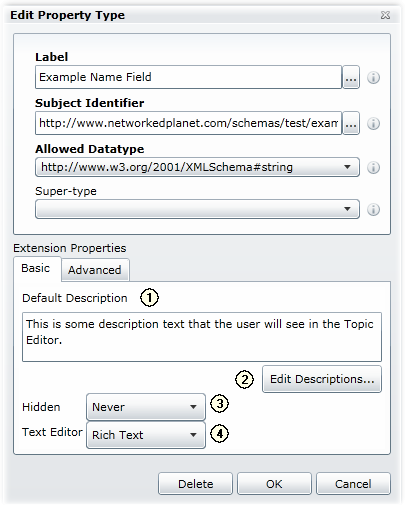 Edit Property Type
Label
Example Name Field
...
Subject Identifier
http://www.networkedplanet.com/schemas/test/exam
...
Allowed Datatype
http://www.w3.org/2001/XMLSchema#string
Super-type
Extension Properties
Basic Advanced
Default Description 1
This is some description text that the user will see in the Topic
Editor.
2 Edit Descriptions...
Hidden Never 3
Text Editor Rich Text 4
Delete OK Cancel